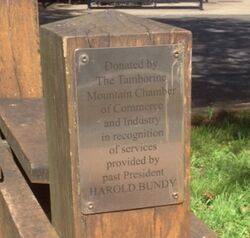 Donated by
The Tamborine
Mountain Chamber
of Commerce
and Industry
in recognition
of services
provided by
past President
HAROLD BUNDY